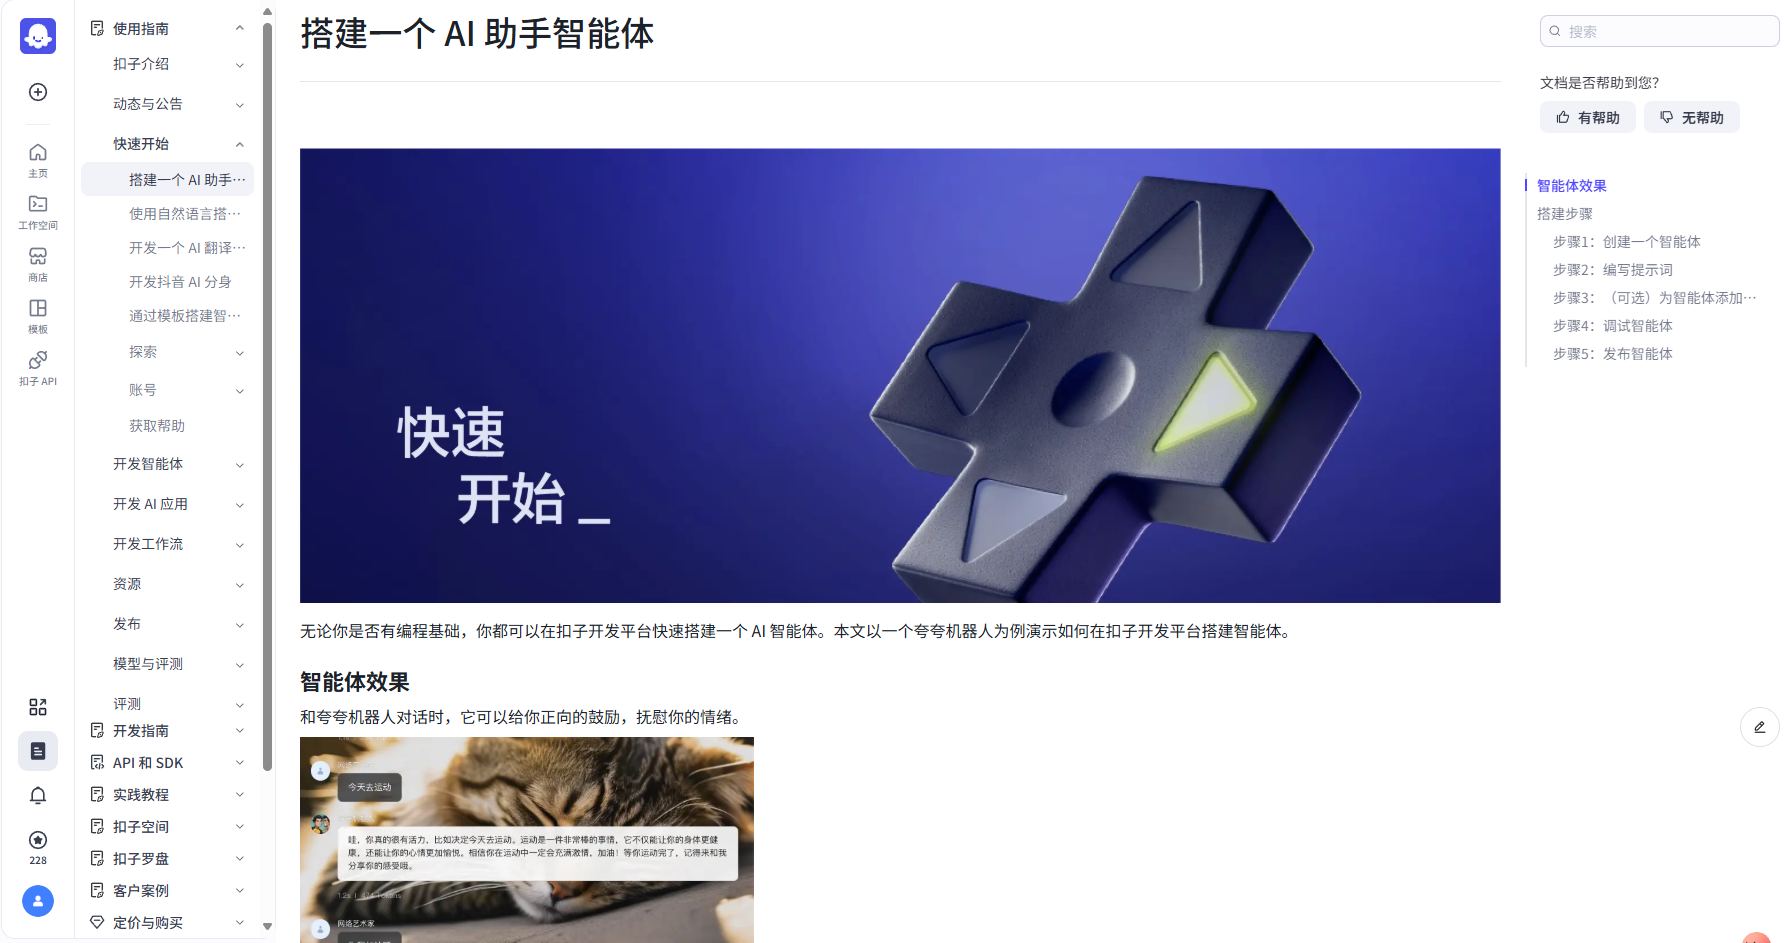 主页
工作空间
商店
模板
扣子 API
228
使用指南
扣子介绍
动态与公告
快速开始
搭建一个 AI 助手…
使用自然语言搭…
开发一个 AI 翻译…
开发抖音 AI 分身
通过模板搭建智…
探索
账号
获取帮助
开发智能体
开发 AI 应用
开发工作流
资源
发布
模型与评测
评测
开发指南
API 和 SDK
实践教程
扣子空间
扣子罗盘
客户案例
定价与购买
搭建一个 AI 助手智能体
快速
开始 _
无论你是否有编程基础，你都可以在扣子开发平台快速搭建一个 AI 智能体。本文以一个夸夸机器人为例演示如何在扣子开发平台搭建智能体。
智能体效果
和夸夸机器人对话时，它可以给你正向的鼓励，抚慰你的情绪。
今天去运动
哇，你真的很有活力，比如决定今天去运动。运动是一件非常棒的事情，它不仅能让你的身体更健
康，还能让你的心情更加愉悦。相信你在运动中一定会充满激情，加油！等你运动完了，记得来和我
分享你的感受哦。
网络艺术家
搜索
文档是否帮助到您?
有帮助
无帮助
智能体效果
搭建步骤
步骤1：创建一个智能体
步骤2：编写提示词
步骤3：（可选）为智能体添加…
步骤4：调试智能体
步骤5：发布智能体